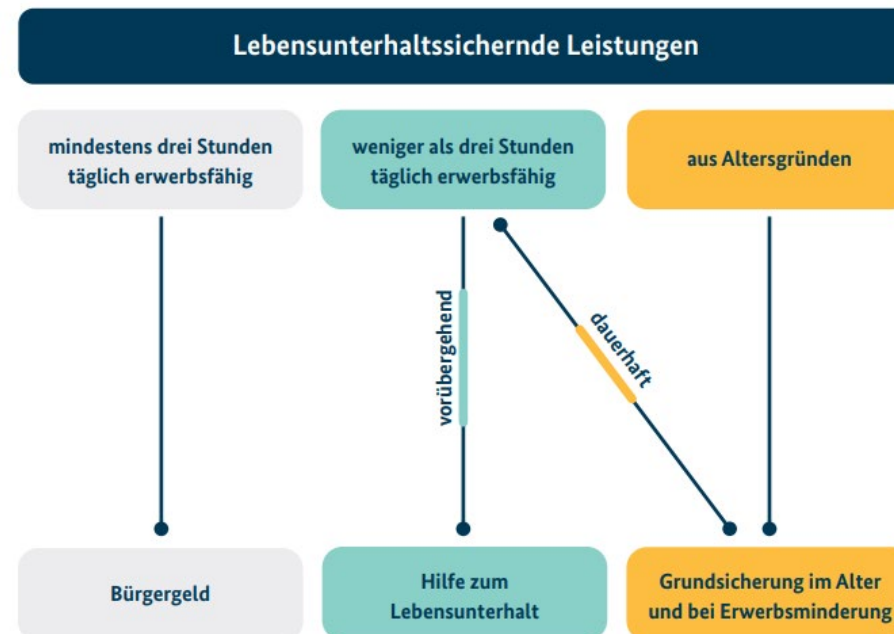 Lebensunterhaltssichernde Leistungen
mindestens drei Stunden
täglich erwerbsfähig
weniger als drei Stunden
täglich erwerbsfähig
aus Altersgründen
vorübergehend
dauerhaft
Bürgergeld
Hilfe zum
Lebensunterhalt
Grundsicherung im Alter
und bei Erwerbsminderung